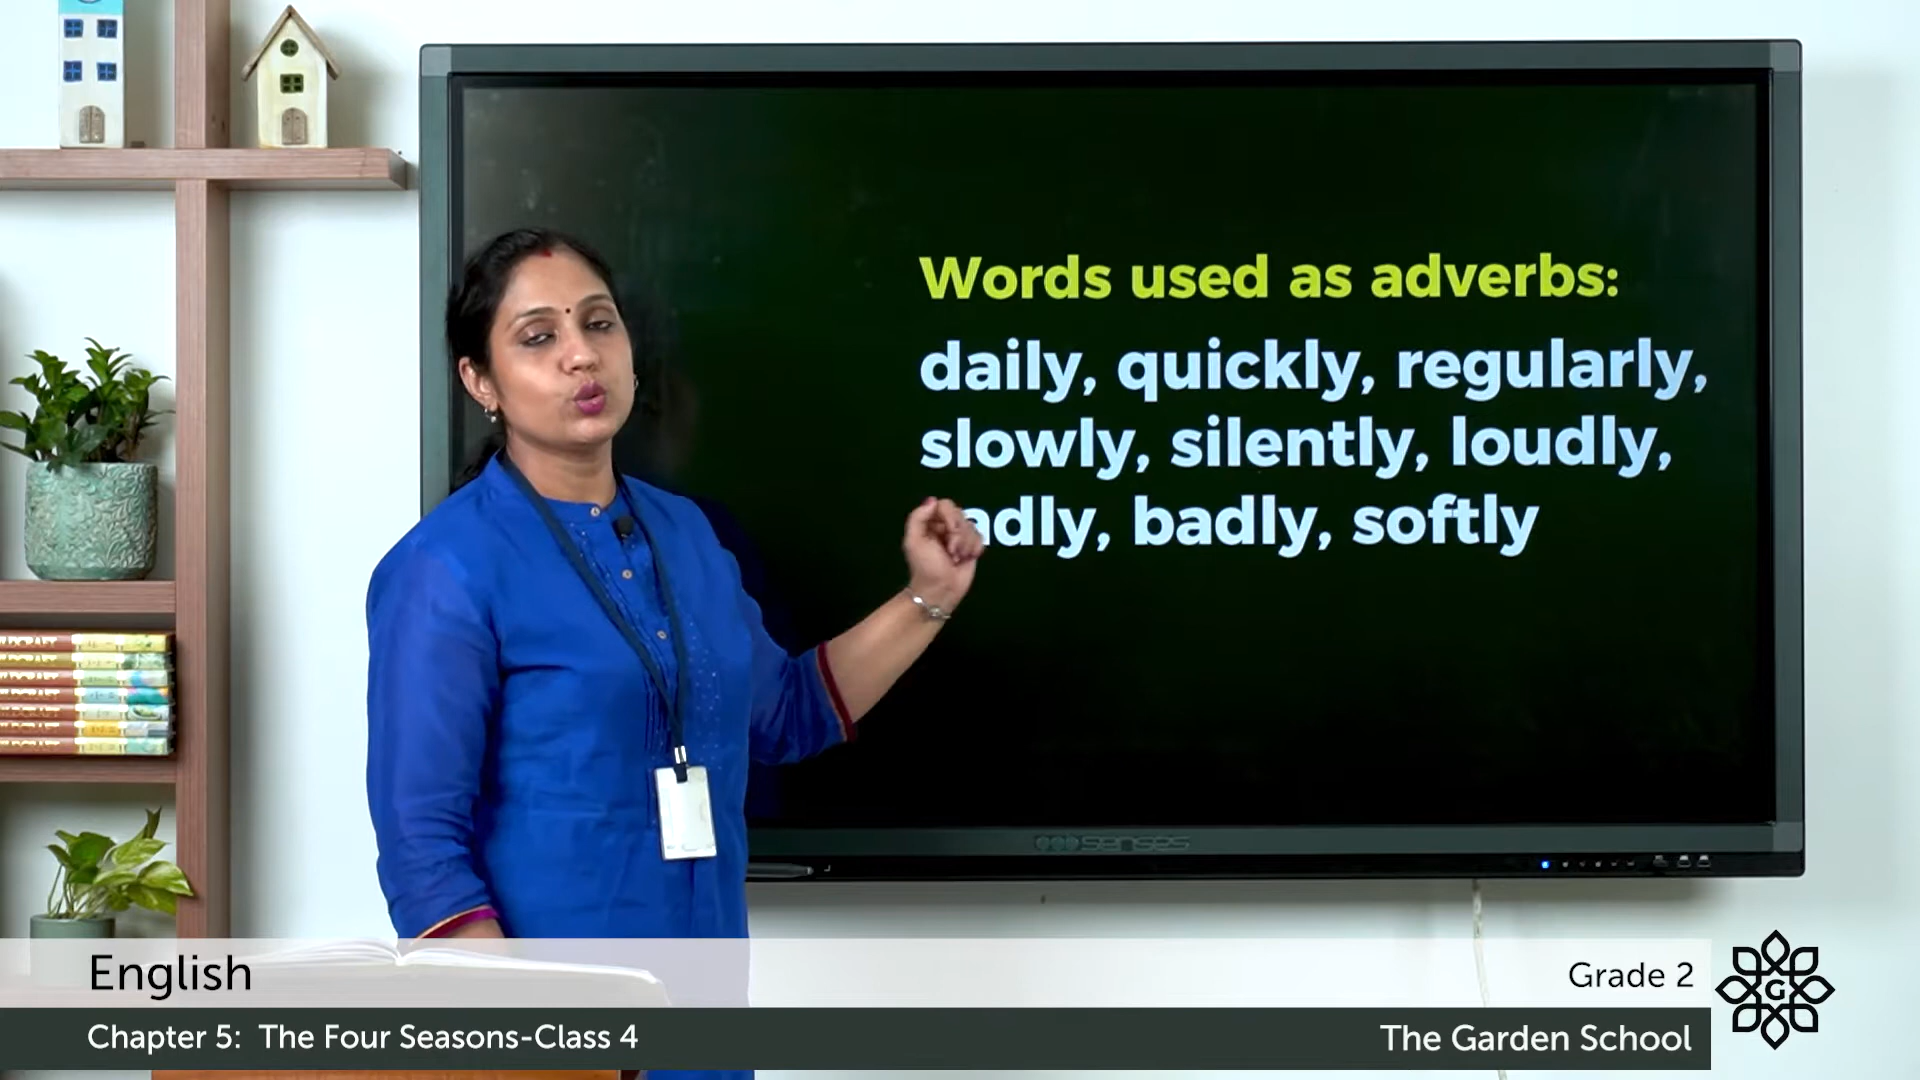 Words used as adverbs:
daily, quickly, regularly,
slowly, silently, loudly,
badly, softly
English
Grade 2
Chapter 5: The Four Seasons-Class 4
The Garden School
G